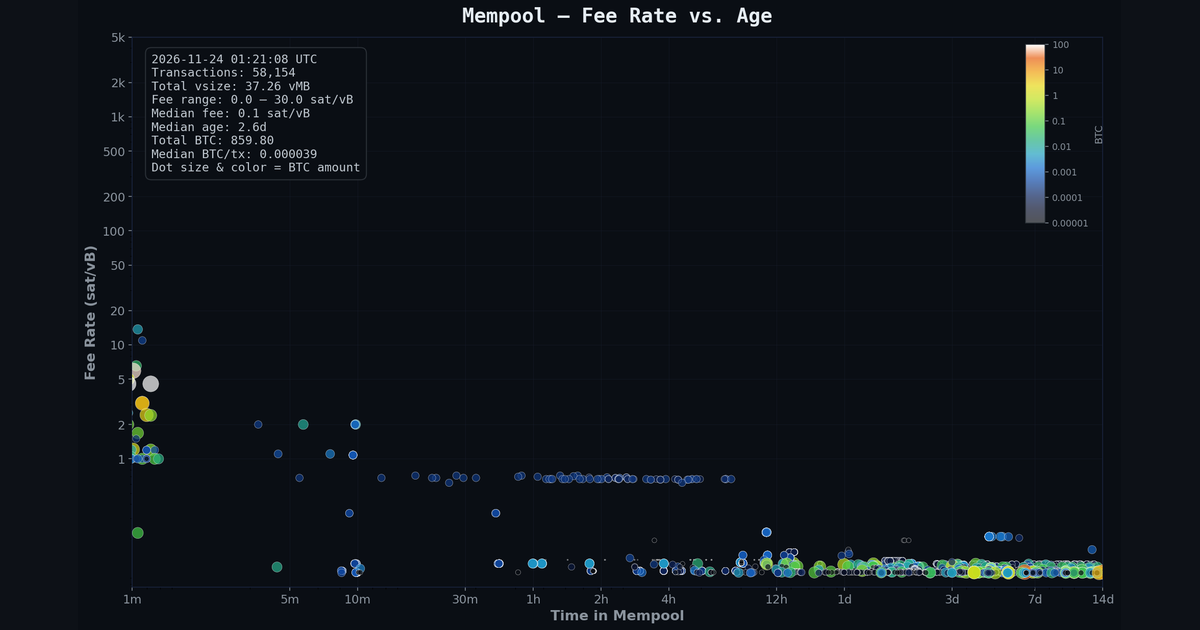 Mempool — Fee Rate vs. Age
5k
2k
1k
500
200
100
50
20
10
5
2
1
Fee Rate (sat/vB)
2026-11-24 01:21:08 UTC
Transactions: 58,154
Total vsize: 37.26 vMB
Fee range: 0.0 – 30.0 sat/vB
Median fee: 0.1 sat/vB
Median age: 2.6d
Total BTC: 859.80
Median BTC/tx: 0.000039
Dot size & color = BTC amount
100
10
1
0.1
0.01
0.001
0.0001
0.00001
BTC
1m 5m 10m 30m 1h 2h 4h 12h 1d 3d 7d 14d
Time in Mempool